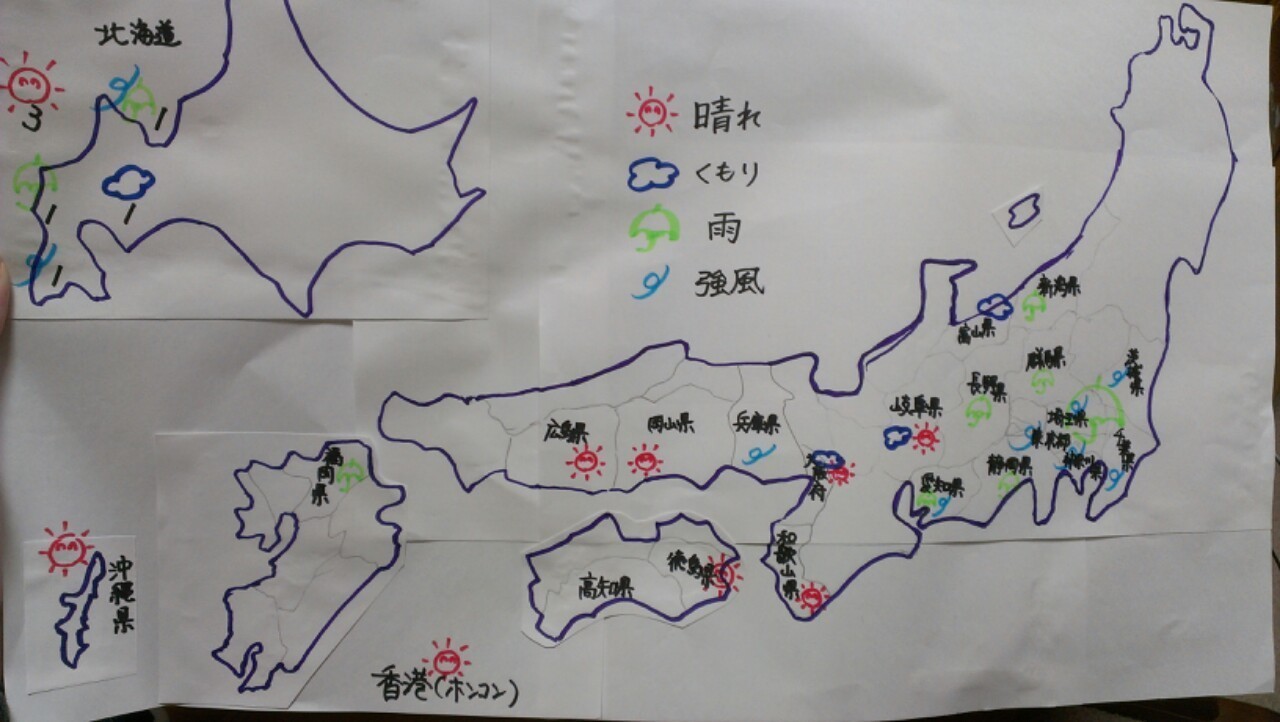 北海道
3
1
1
1
1
晴れ
くもり
雨
強風
新潟県
富山県
群馬県
茨城県
長野県
岐阜県
埼玉県
東京都
千葉県
神奈川県
静岡県
愛知県
広島県
岡山県
兵庫県
大阪府
和歌山県
徳島県
高知県
福岡県
沖縄県
香港(ホンコン)